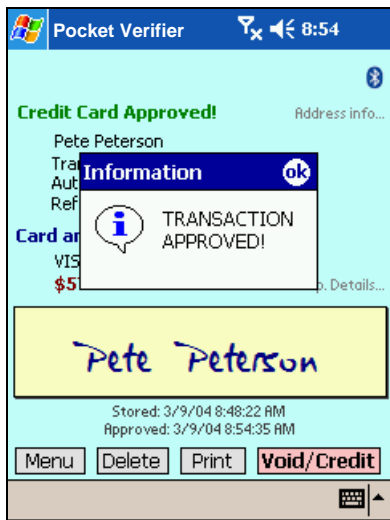 Pocket Verifier 8:54
Credit Card Approved! Address info...
Pete Peterson
Information ok
TRANSACTION
APPROVED!
Card
VIS
Details...
Pete Peterson
Stored: 3/9/04 8:48:22 AM
Approved: 3/9/04 8:54:35 AM
Menu Delete Print Void/Credit